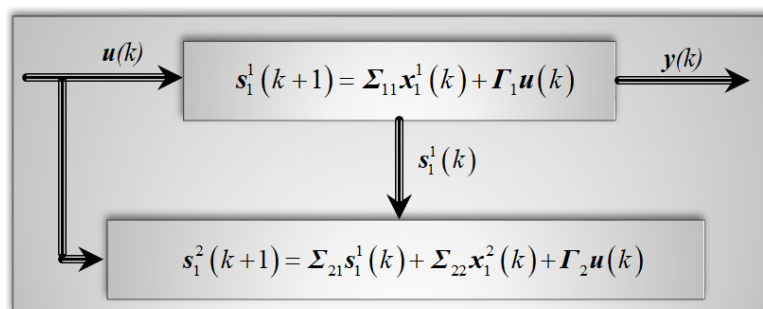 u(k)
s₁¹(k+1) = Σ₁₁x₁¹(k) + Γ₁u(k)
y(k)
s₁¹(k)
s₁²(k+1) = Σ₂₁s₁¹(k) + Σ₂₂x₁²(k) + Γ₂u(k)